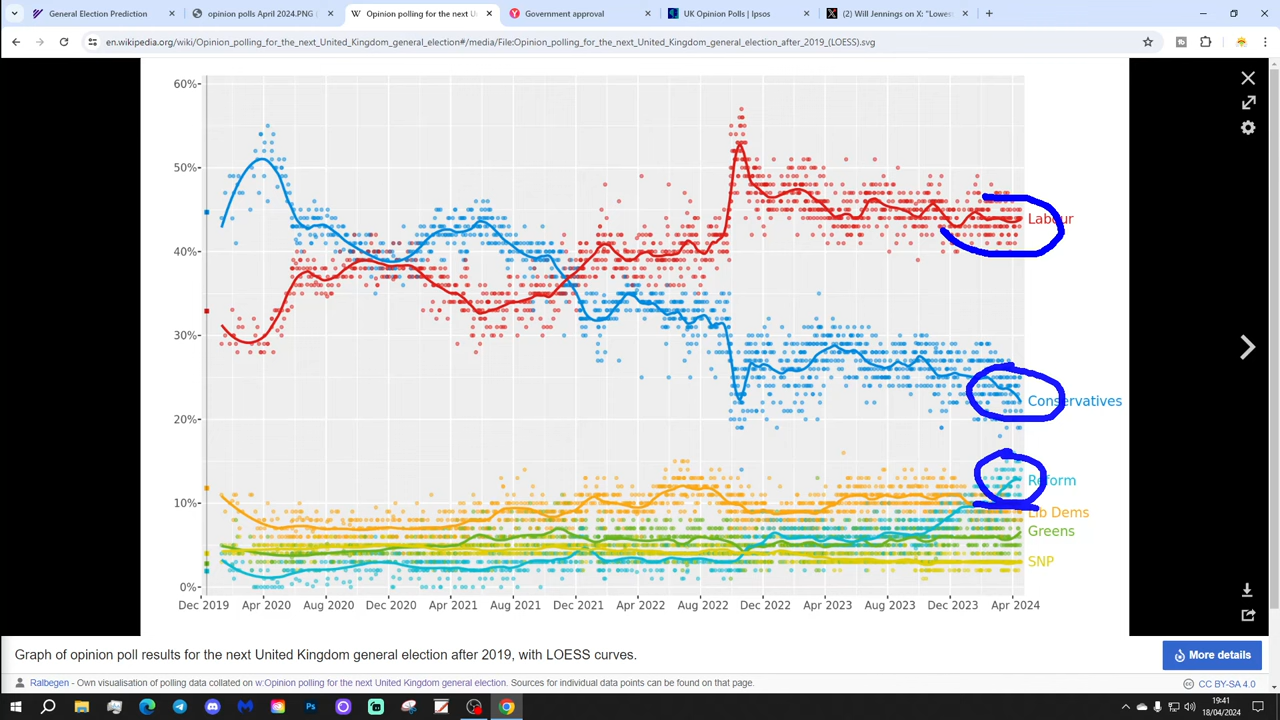 General Election Prediction
opinion polls April 2024.PNG (
Opinion polling for the next U
Government approval
UK Opinion Polls | Ipsos
(2) Will Jennings on X: "Lowes
en.wikipedia.org/wiki/Opinion_polling_for_the_next_United_Kingdom_general_election#/media/File:Opinion_polling_for_the_next_United_Kingdom_general_election_after_2019_(LOESS).svg
60%
50%
40%
30%
20%
10%
0%
Labour
Conservatives
Reform
Lib Dems
Greens
SNP
Dec 2019 Apr 2020 Aug 2020 Dec 2020 Apr 2021 Aug 2021 Dec 2021 Apr 2022 Aug 2022 Dec 2022 Apr 2023 Aug 2023 Dec 2023 Apr 2024
Graph of opinion poll results for the next United Kingdom general election after 2019, with LOESS curves.
More details
Ralbegen - Own visualisation of polling data collated on w:Opinion polling for the next United Kingdom general election. Sources for individual data points can be found on that page.
CC BY-SA 4.0
19:41
18/04/2024